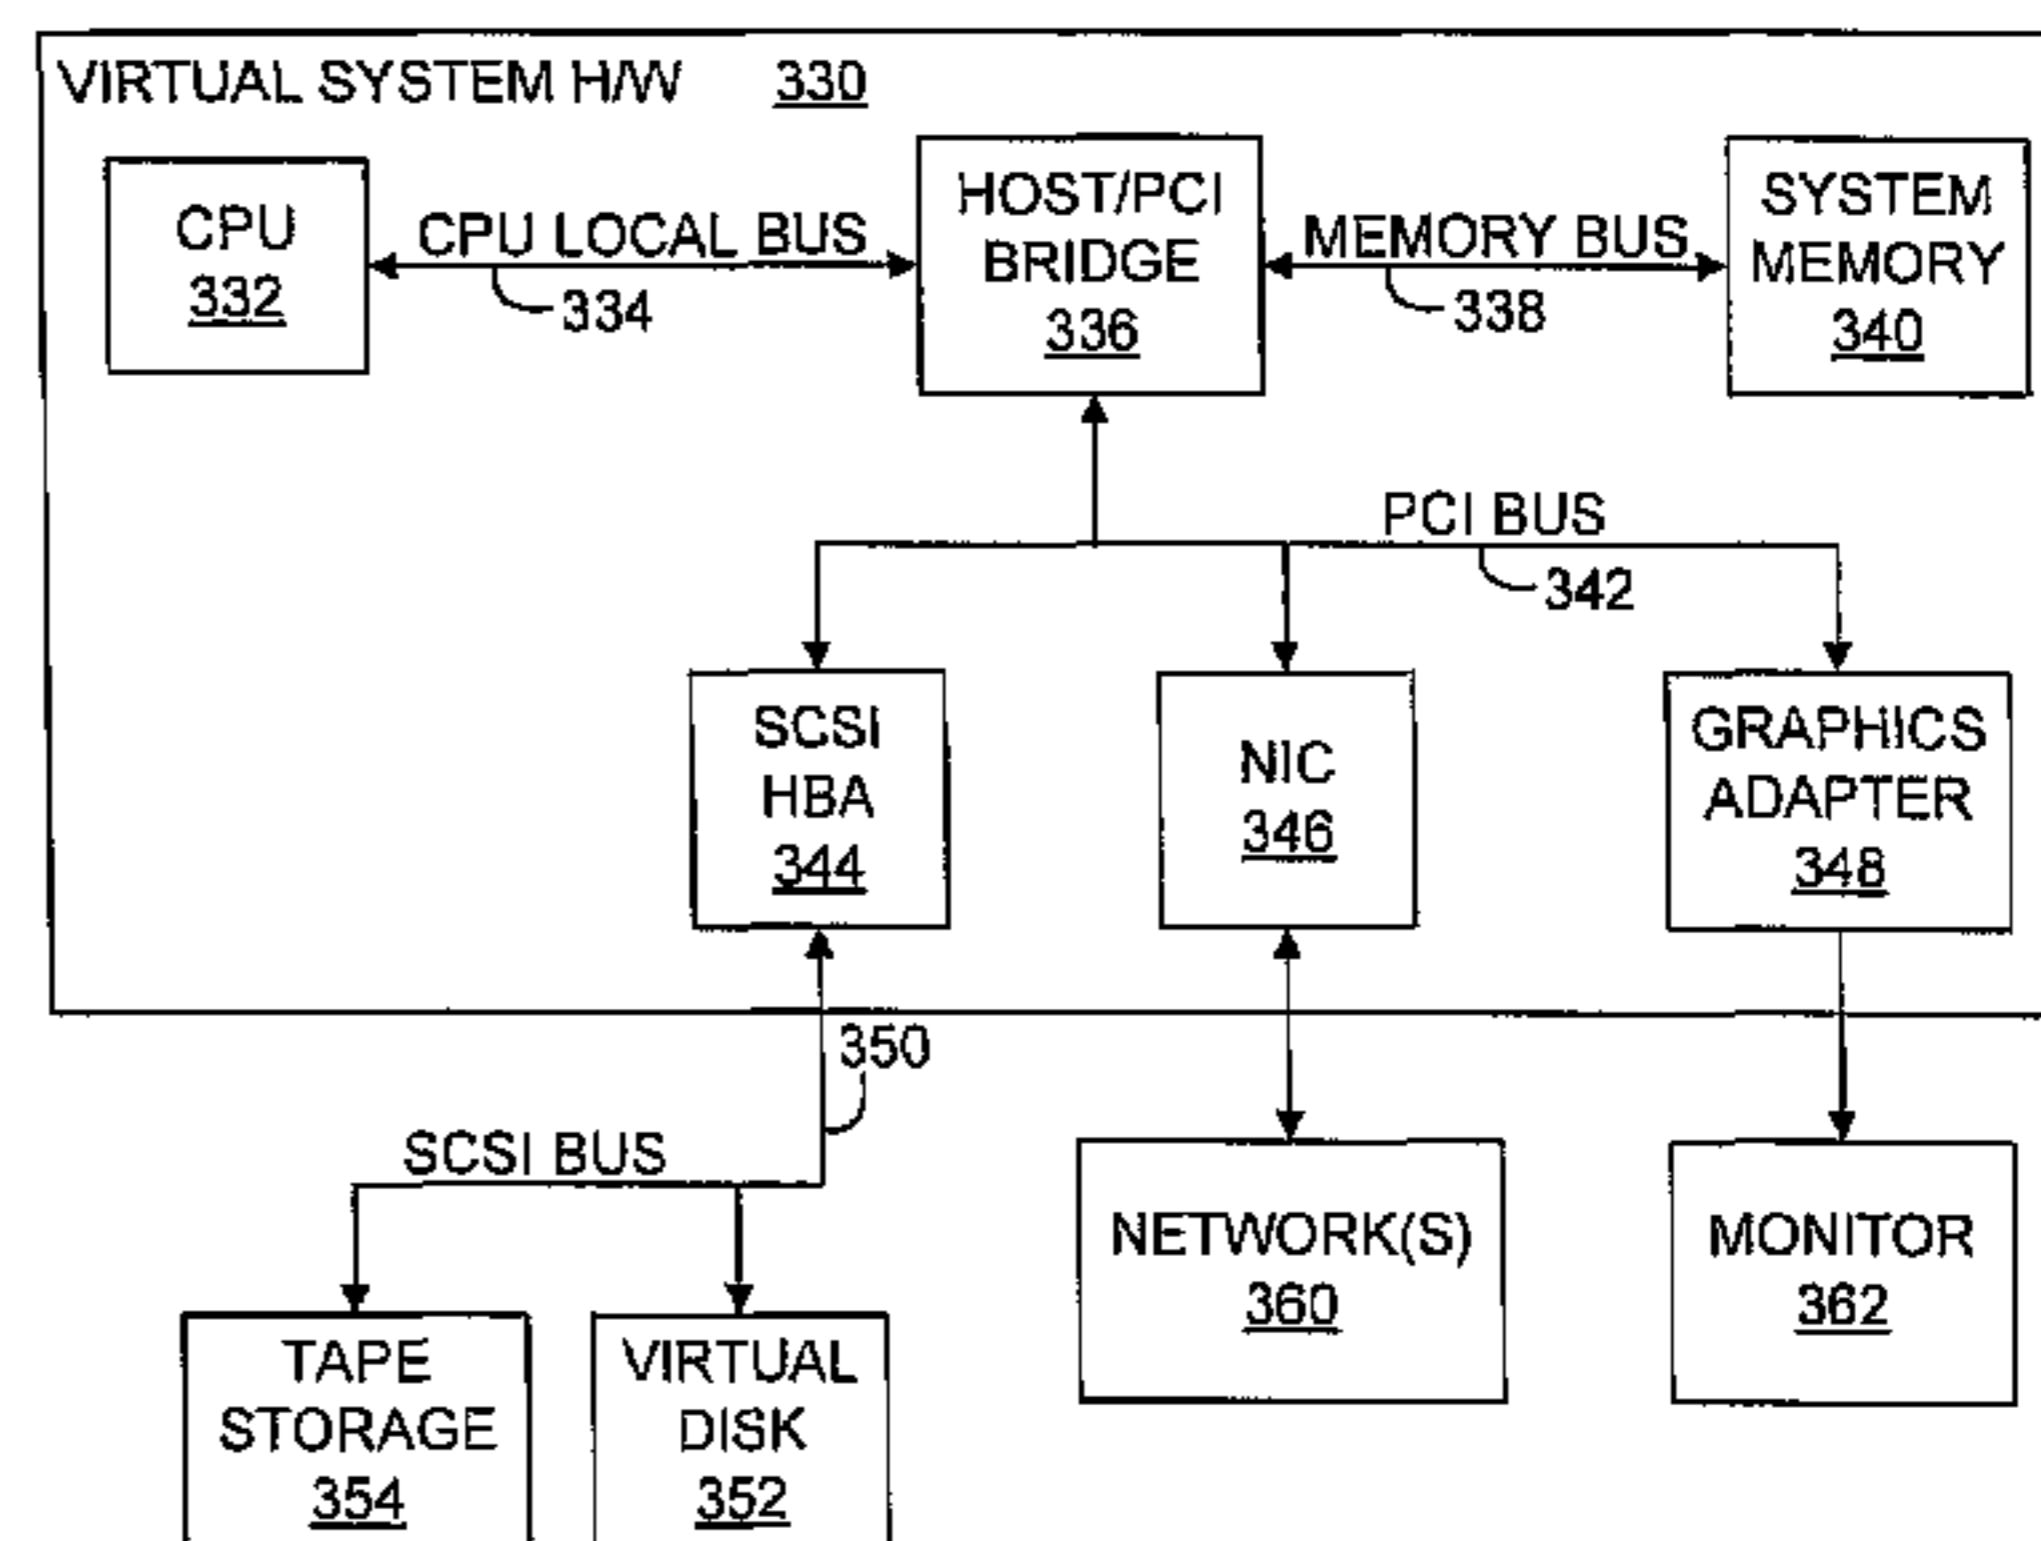 VIRTUAL SYSTEM H/W 330
CPU
332
CPU LOCAL BUS
334
HOST/PCI
BRIDGE
336
MEMORY BUS
338
SYSTEM
MEMORY
340
PCI BUS
342
SCSI
HBA
344
NIC
346
GRAPHICS
ADAPTER
348
350
SCSI BUS
TAPE
STORAGE
354
VIRTUAL
DISK
352
NETWORK(S)
360
MONITOR
362